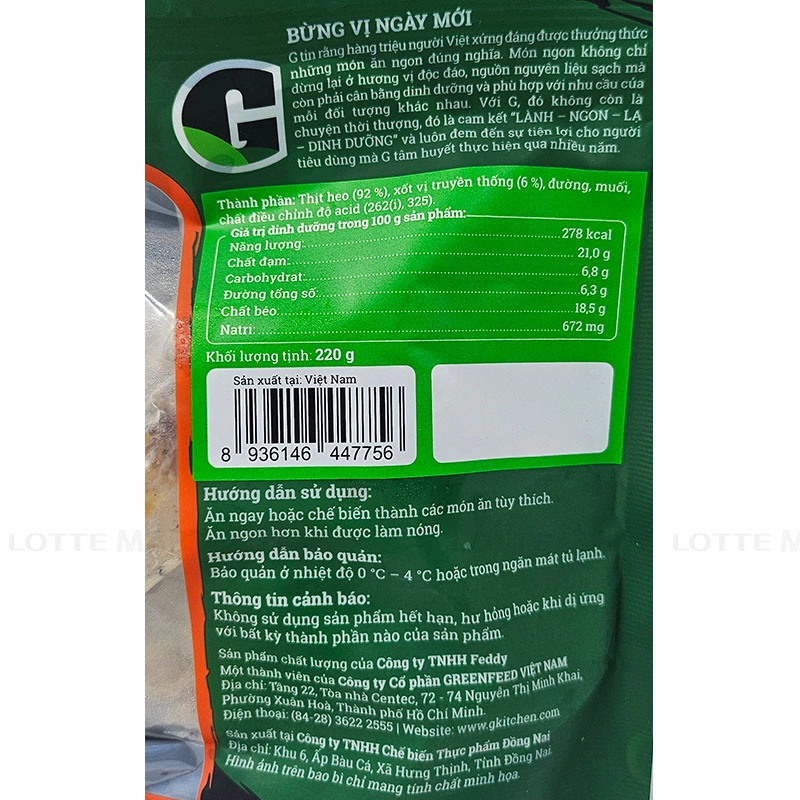 BỪNG VỊ NGÀY MỚI
G tin rằng hàng triệu người Việt xứng đáng được thưởng thức
những món ăn ngon đúng nghĩa. Món ngon không chỉ
dừng lại ở hương vị độc đáo, nguồn nguyên liệu sạch mà
còn phải cân bằng dinh dưỡng và phù hợp với nhu cầu của
mỗi đối tượng khác nhau. Với G, đó không còn là
chuyện thời thượng, đó là cam kết "LÀNH – NGON – LẠ
– DINH DƯỠNG" và luôn đem đến sự tiện lợi cho người
tiêu dùng mà G tâm huyết thực hiện qua nhiều năm.
G
Thành phần: Thịt heo (92 %), xốt vị truyền thống (6 %), đường, muối,
chất điều chỉnh độ acid (262(i), 325).
Giá trị dinh dưỡng trong 100 g sản phẩm:
Năng lượng: 278 kcal
Chất đạm: 21,0 g
Carbohydrat: 6,8 g
Đường tổng số: 6,3 g
Chất béo: 18,5 g
Natri: 672 mg
Khối lượng tịnh: 220 g
Sản xuất tại: Việt Nam
8 936146 447756
Hướng dẫn sử dụng:
Ăn ngay hoặc chế biến thành các món ăn tùy thích.
Ăn ngon hơn khi được làm nóng.
Hướng dẫn bảo quản:
Bảo quản ở nhiệt độ 0 °C – 4 °C hoặc trong ngăn mát tủ lạnh.
Thông tin cảnh báo:
Không sử dụng sản phẩm hết hạn, hư hỏng hoặc khi dị ứng
với bất kỳ thành phần nào của sản phẩm.
Sản phẩm chất lượng của Công ty TNHH Feddy
Một thành viên của Công ty Cổ phần GREENFEED VIỆT NAM
Địa chỉ: Tầng 22, Tòa nhà Centec, 72 - 74 Nguyễn Thị Minh Khai,
Phường Xuân Hoà, Thành phố Hồ Chí Minh.
Điện thoại: (84-28) 3622 2555 | Website: www.gkitchen.com
Sản xuất tại Công ty TNHH Chế biến Thực phẩm Đồng Nai
Địa chỉ: Khu 6, Ấp Bàu Cá, Xã Hưng Thịnh, Tỉnh Đồng Nai.
Hình ảnh trên bao bì chỉ mang tính chất minh họa.
LOTTE M
LOTTE M